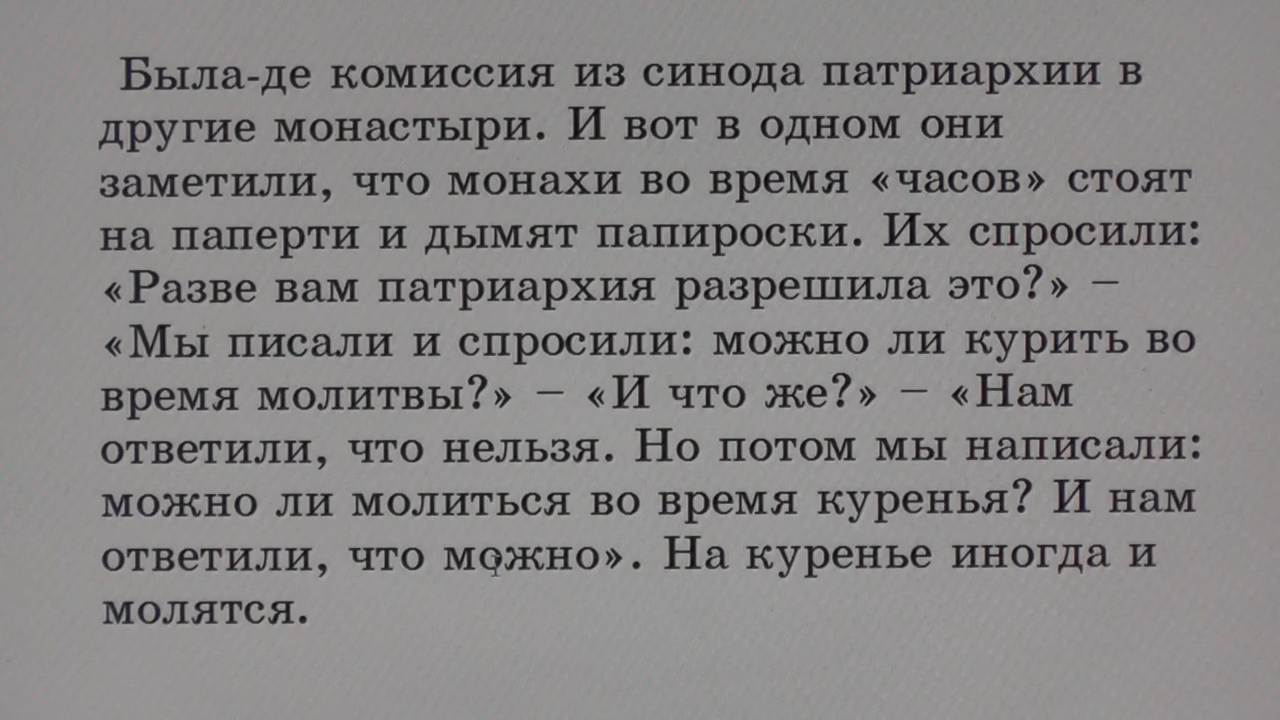 Была-де комиссия из синода патриархии в
другие монастыри. И вот в одном они
заметили, что монахи во время «часов» стоят
на паперти и дымят папироски. Их спросили:
«Разве вам патриархия разрешила это?» –
«Мы писали и спросили: можно ли курить во
время молитвы?» – «И что же?» – «Нам
ответили, что нельзя. Но потом мы написали:
можно ли молиться во время куренья? И нам
ответили, что можно». На куренье иногда и
молятся.